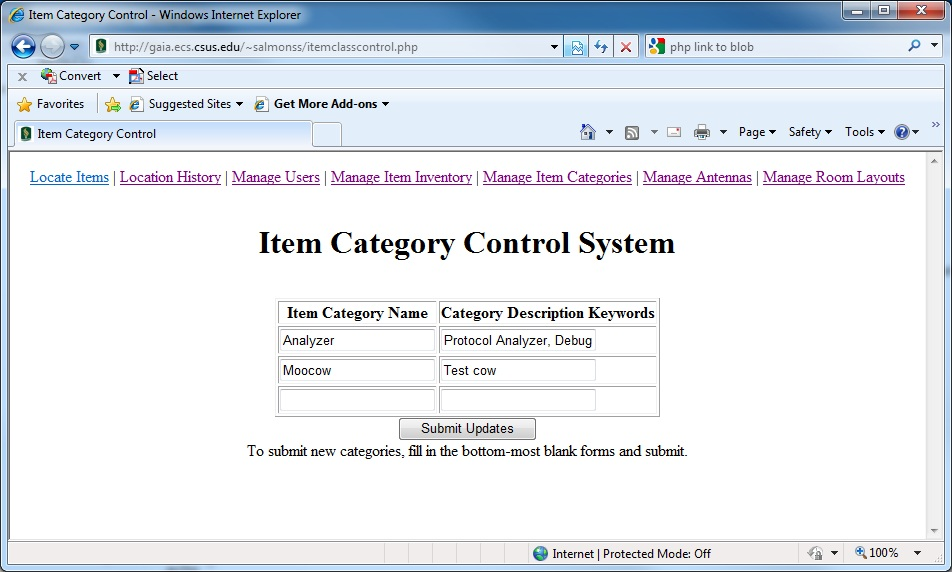 Item Category Control - Windows Internet Explorer
http://gaia.ecs.csus.edu/~salmonss/itemclasscontrol.php php link to blob
x Convert Select
Favorites Suggested Sites Get More Add-ons
Item Category Control Page Safety Tools
Locate Items | Location History | Manage Users | Manage Item Inventory | Manage Item Categories | Manage Antennas | Manage Room Layouts
Item Category Control System
Item Category Name Category Description Keywords
Analyzer Protocol Analyzer, Debug
Moocow Test cow
Submit Updates
To submit new categories, fill in the bottom-most blank forms and submit.
Internet | Protected Mode: Off 100%